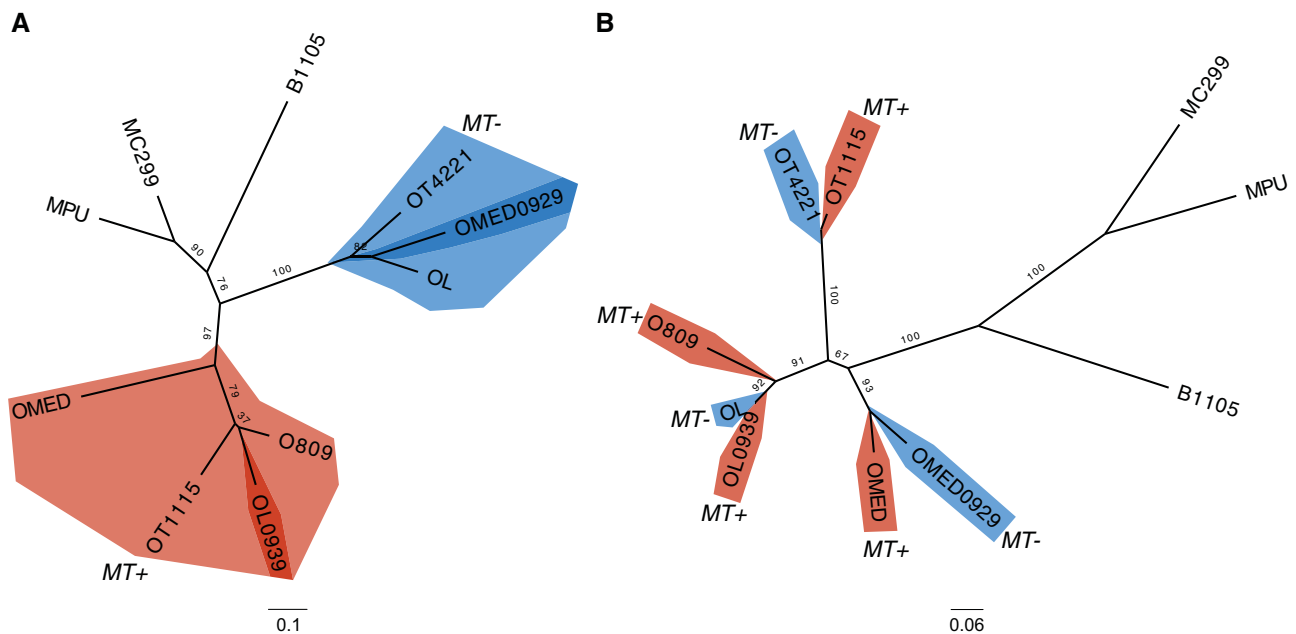 A
B1105
MC299
MPU
90
76
100
97
MT-
OT4221
82
OMED0929
OL
OMED
79
37
O809
OT1115
OL0939
MT+
0.1
B
MC299
MPU
MT+
OT1115
MT-
OT4221
100
100
100
B1105
MT+
O809
91
67
92
93
MT-
OL
OL0939
MT+
OMED
MT+
OMED0929
MT-
0.06